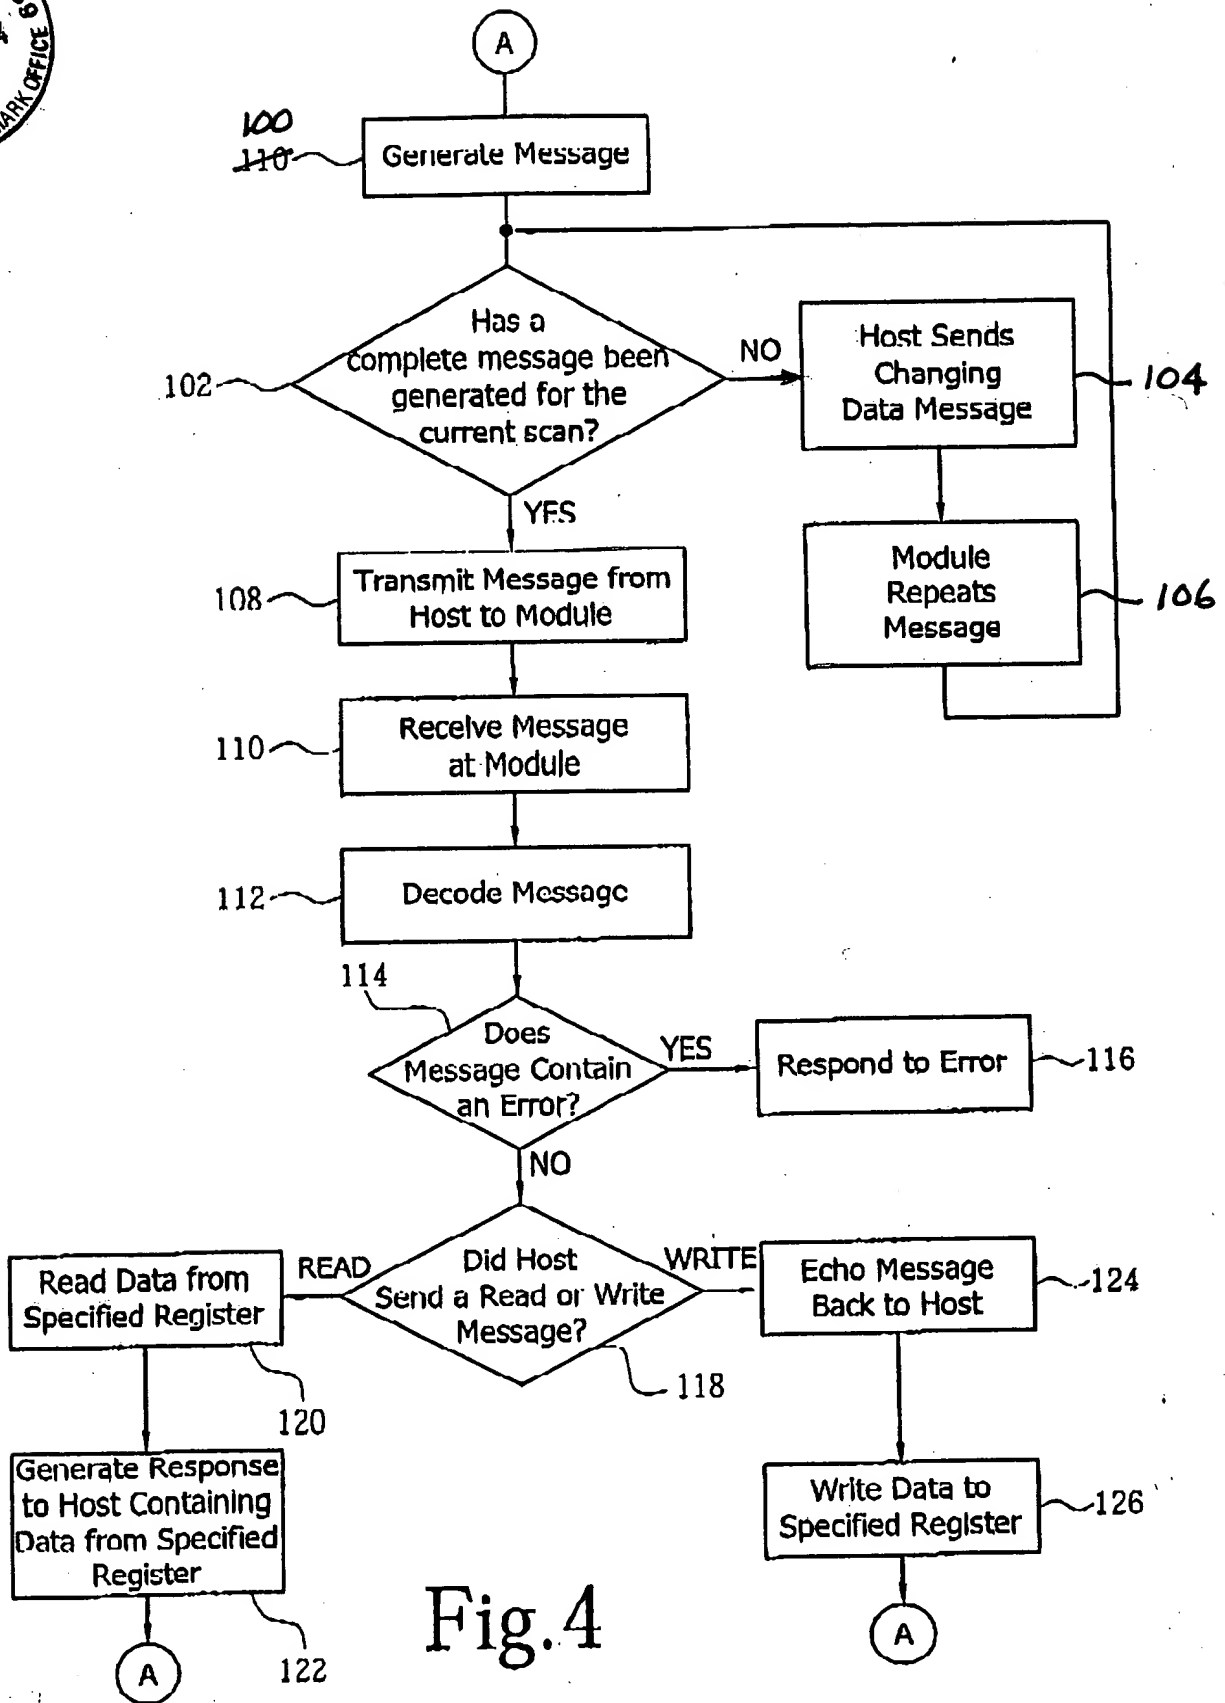 MARK OFFICE
A
100
110
Generate Message
Has a
complete message been
generated for the
current scan?
102
NO
Host Sends
Changing
Data Message
104
YES
Module
Repeats
Message
106
Transmit Message from
Host to Module
108
Receive Message
at Module
110
Decode Message
112
114
Does
Message Contain
an Error?
YES
Respond to Error
116
NO
Did Host
Send a Read or Write
Message?
118
READ
WRITE
Read Data from
Specified Register
120
Echo Message
Back to Host
124
Generate Response
to Host Containing
Data from Specified
Register
122
Write Data to
Specified Register
126
A
A
Fig.4